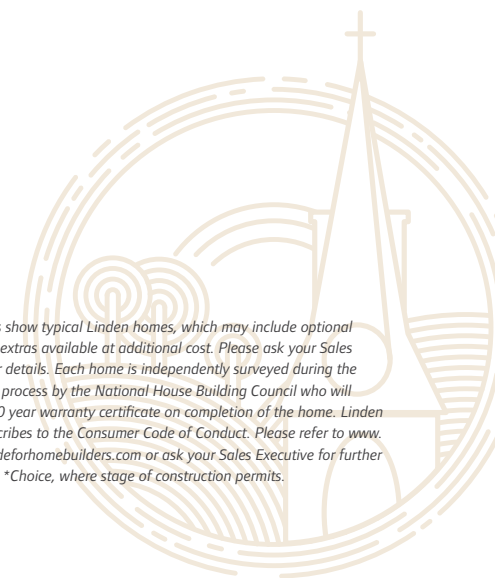 show typical Linden homes, which may include optional
extras available at additional cost. Please ask your Sales
details. Each home is independently surveyed during the
process by the National House Building Council who will
0 year warranty certificate on completion of the home. Linden
cribes to the Consumer Code of Conduct. Please refer to www.
deforhomebuilders.com or ask your Sales Executive for further
*Choice, where stage of construction permits.